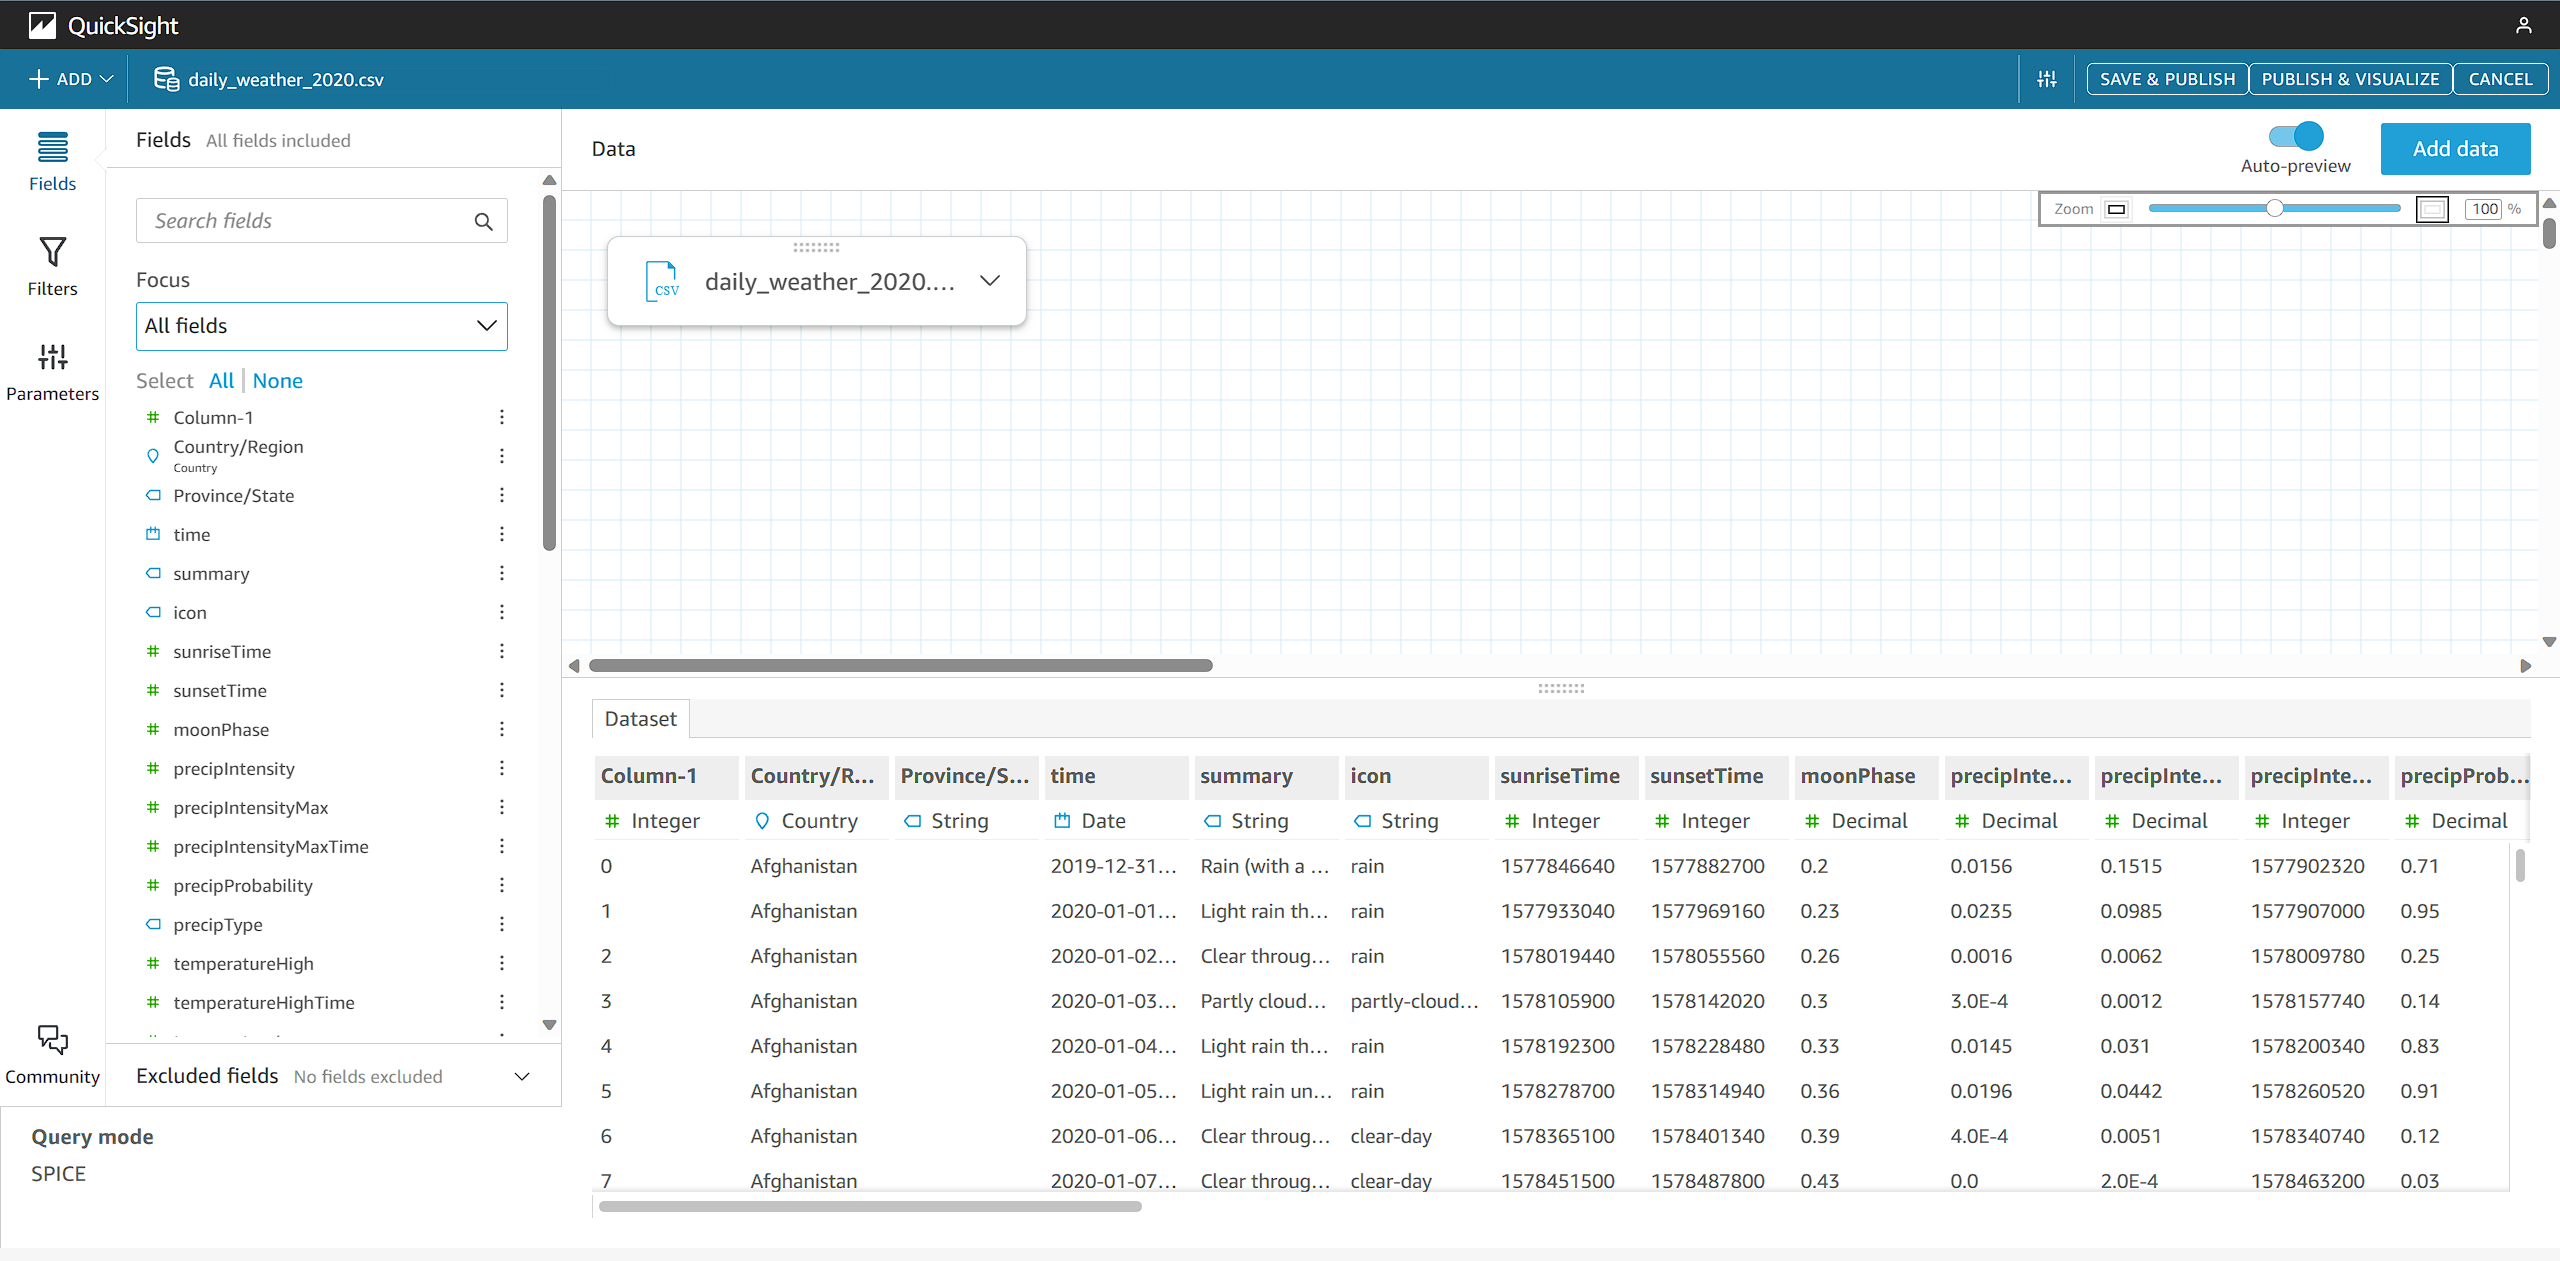 QuickSight
ADD
daily_weather_2020.csv
SAVE & PUBLISH
PUBLISH & VISUALIZE
CANCEL
Fields
Filters
Parameters
Community
Fields All fields included
Search fields
Focus
All fields
Select All None
Column-1
Country/Region
Country
Province/State
time
summary
icon
sunriseTime
sunsetTime
moonPhase
precipIntensity
precipIntensityMax
precipIntensityMaxTime
precipProbability
precipType
temperatureHigh
temperatureHighTime
Excluded fields No fields excluded
Query mode
SPICE
Data
Auto-preview
Add data
Zoom 100 %
CSV daily_weather_2020....
Dataset
Column-1 Country/R... Province/S... time summary icon sunriseTime sunsetTime moonPhase precipInte... precipInte... precipInte... precipProb...
Integer Country String Date String String Integer Integer Decimal Decimal Decimal Integer Decimal
0 Afghanistan 2019-12-31... Rain (with a ... rain 1577846640 1577882700 0.2 0.0156 0.1515 1577902320 0.71
1 Afghanistan 2020-01-01... Light rain th... rain 1577933040 1577969160 0.23 0.0235 0.0985 1577907000 0.95
2 Afghanistan 2020-01-02... Clear throug... rain 1578019440 1578055560 0.26 0.0016 0.0062 1578009780 0.25
3 Afghanistan 2020-01-03... Partly cloud... partly-cloud... 1578105900 1578142020 0.3 3.0E-4 0.0012 1578157740 0.14
4 Afghanistan 2020-01-04... Light rain th... rain 1578192300 1578228480 0.33 0.0145 0.031 1578200340 0.83
5 Afghanistan 2020-01-05... Light rain un... rain 1578278700 1578314940 0.36 0.0196 0.0442 1578260520 0.91
6 Afghanistan 2020-01-06... Clear throug... clear-day 1578365100 1578401340 0.39 4.0E-4 0.0051 1578340740 0.12
7 Afghanistan 2020-01-07... Clear throug... clear-day 1578451500 1578487800 0.43 0.0 2.0E-4 1578463200 0.03